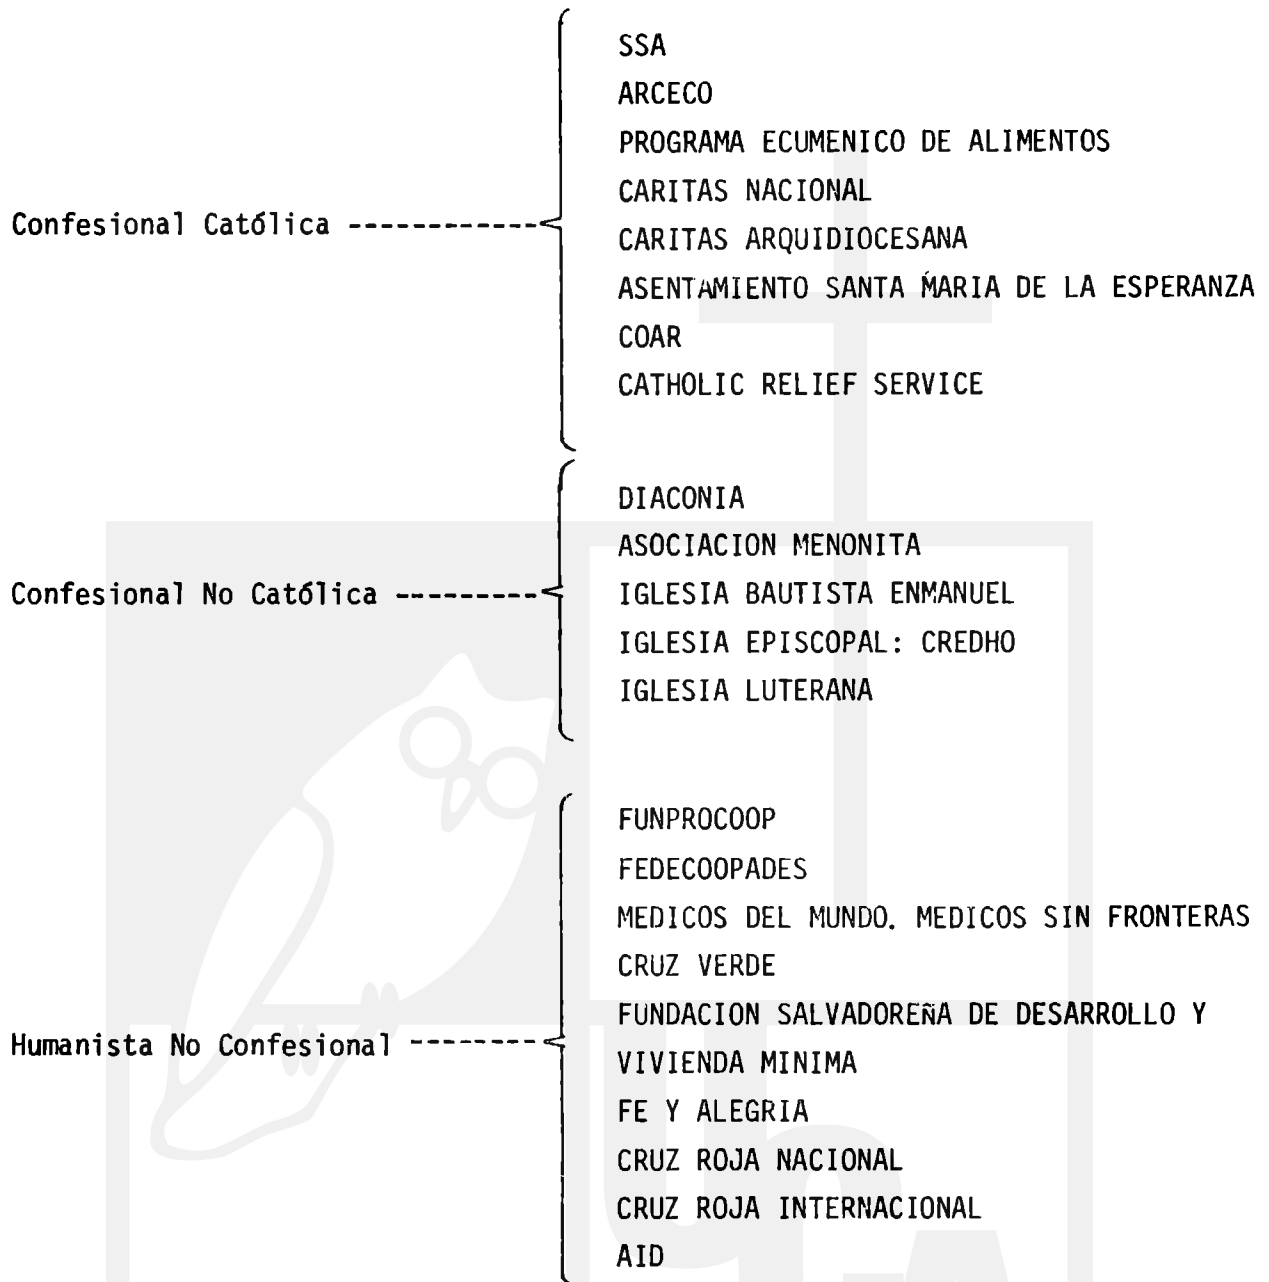 SSA
ARCECO
PROGRAMA ECUMENICO DE ALIMENTOS
CARITAS NACIONAL
Confesional Católica ------------
CARITAS ARQUIDIOCESANA
ASENTAMIENTO SANTA MARIA DE LA ESPERANZA
COAR
CATHOLIC RELIEF SERVICE
DIACONIA
ASOCIACION MENONITA
Confesional No Católica ---------
IGLESIA BAUTISTA ENMANUEL
IGLESIA EPISCOPAL: CREDHO
IGLESIA LUTERANA
FUNPROCOOP
FEDECOOPADES
MEDICOS DEL MUNDO. MEDICOS SIN FRONTERAS
CRUZ VERDE
FUNDACION SALVADOREÑA DE DESARROLLO Y
Humanista No Confesional --------
VIVIENDA MINIMA
FE Y ALEGRIA
CRUZ ROJA NACIONAL
CRUZ ROJA INTERNACIONAL
AID